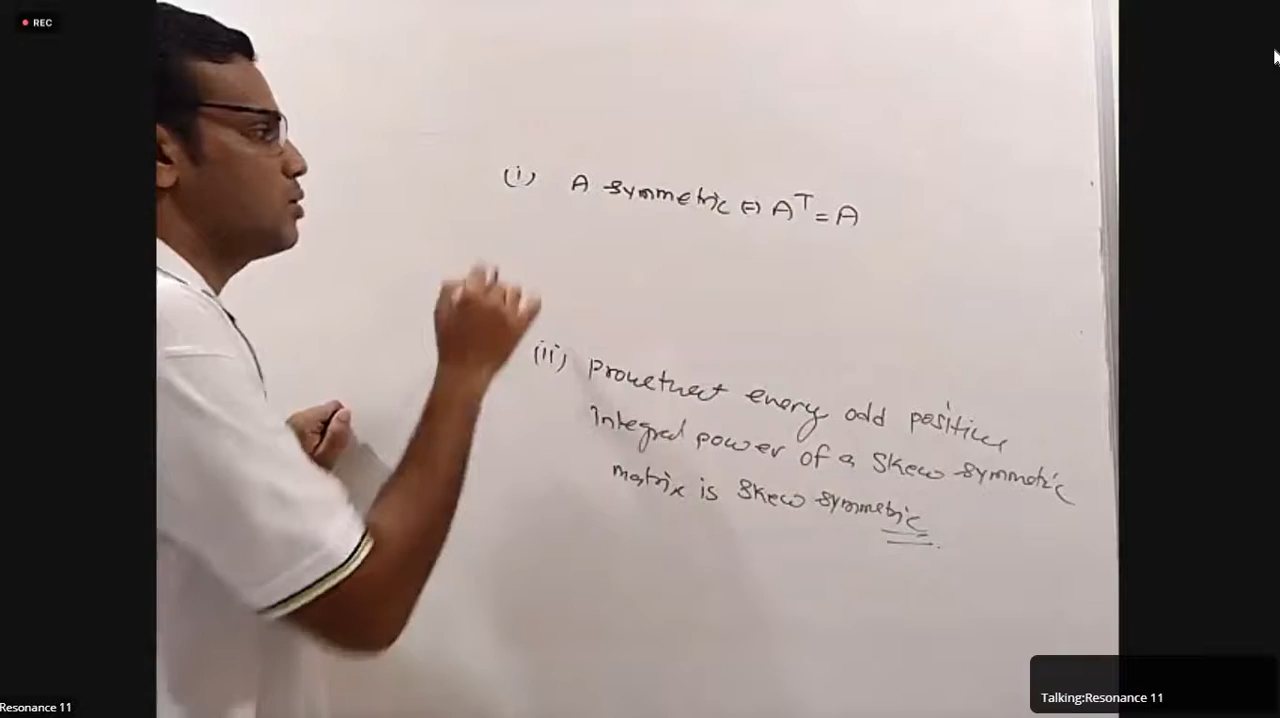 REC
(i) A symmetric ⇔ Aᵀ = A
(ii) prove that every odd positive
Integral power of a Skew symmetric
matrix is Skew symmetric
Talking:Resonance 11
Resonance 11